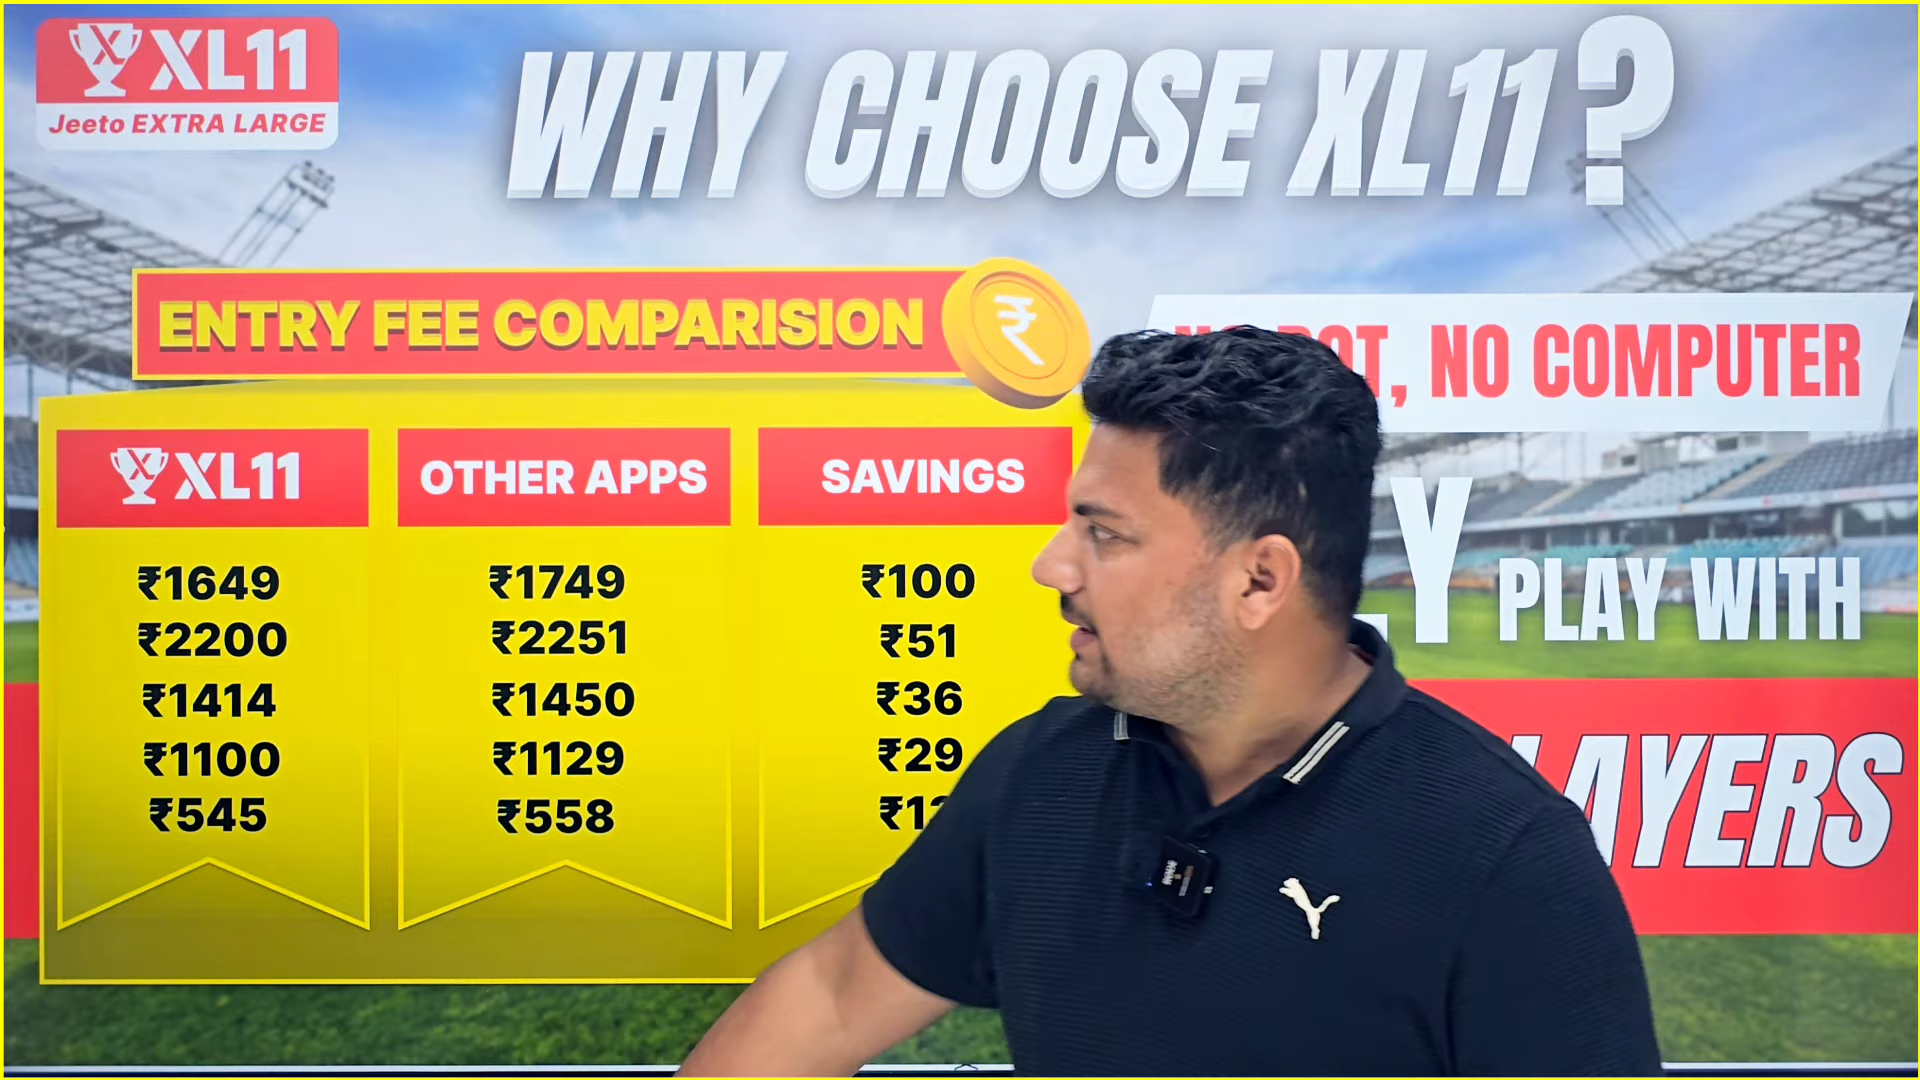 XL11
Jeeto EXTRA LARGE
WHY CHOOSE XL11?
ENTRY FEE COMPARISION
₹
XL11 OTHER APPS SAVINGS
₹1649 ₹1749 ₹100
₹2200 ₹2251 ₹51
₹1414 ₹1450 ₹36
₹1100 ₹1129 ₹29
₹545 ₹558
NO COMPUTER
PLAY WITH